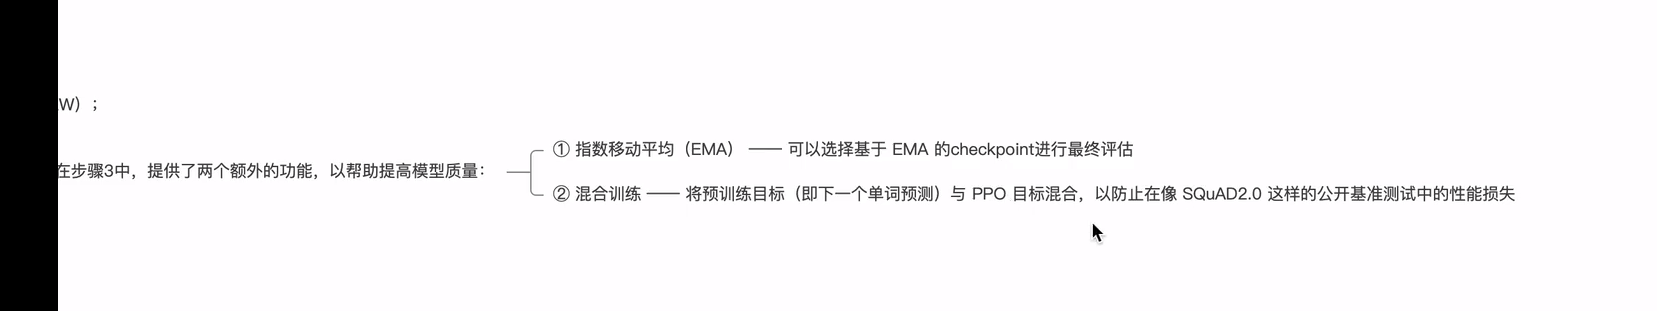 W）；
在步骤3中，提供了两个额外的功能，以帮助提高模型质量：
① 指数移动平均（EMA） —— 可以选择基于 EMA 的checkpoint进行最终评估
② 混合训练 —— 将预训练目标（即下一个单词预测）与 PPO 目标混合，以防止在像 SQuAD2.0 这样的公开基准测试中的性能损失